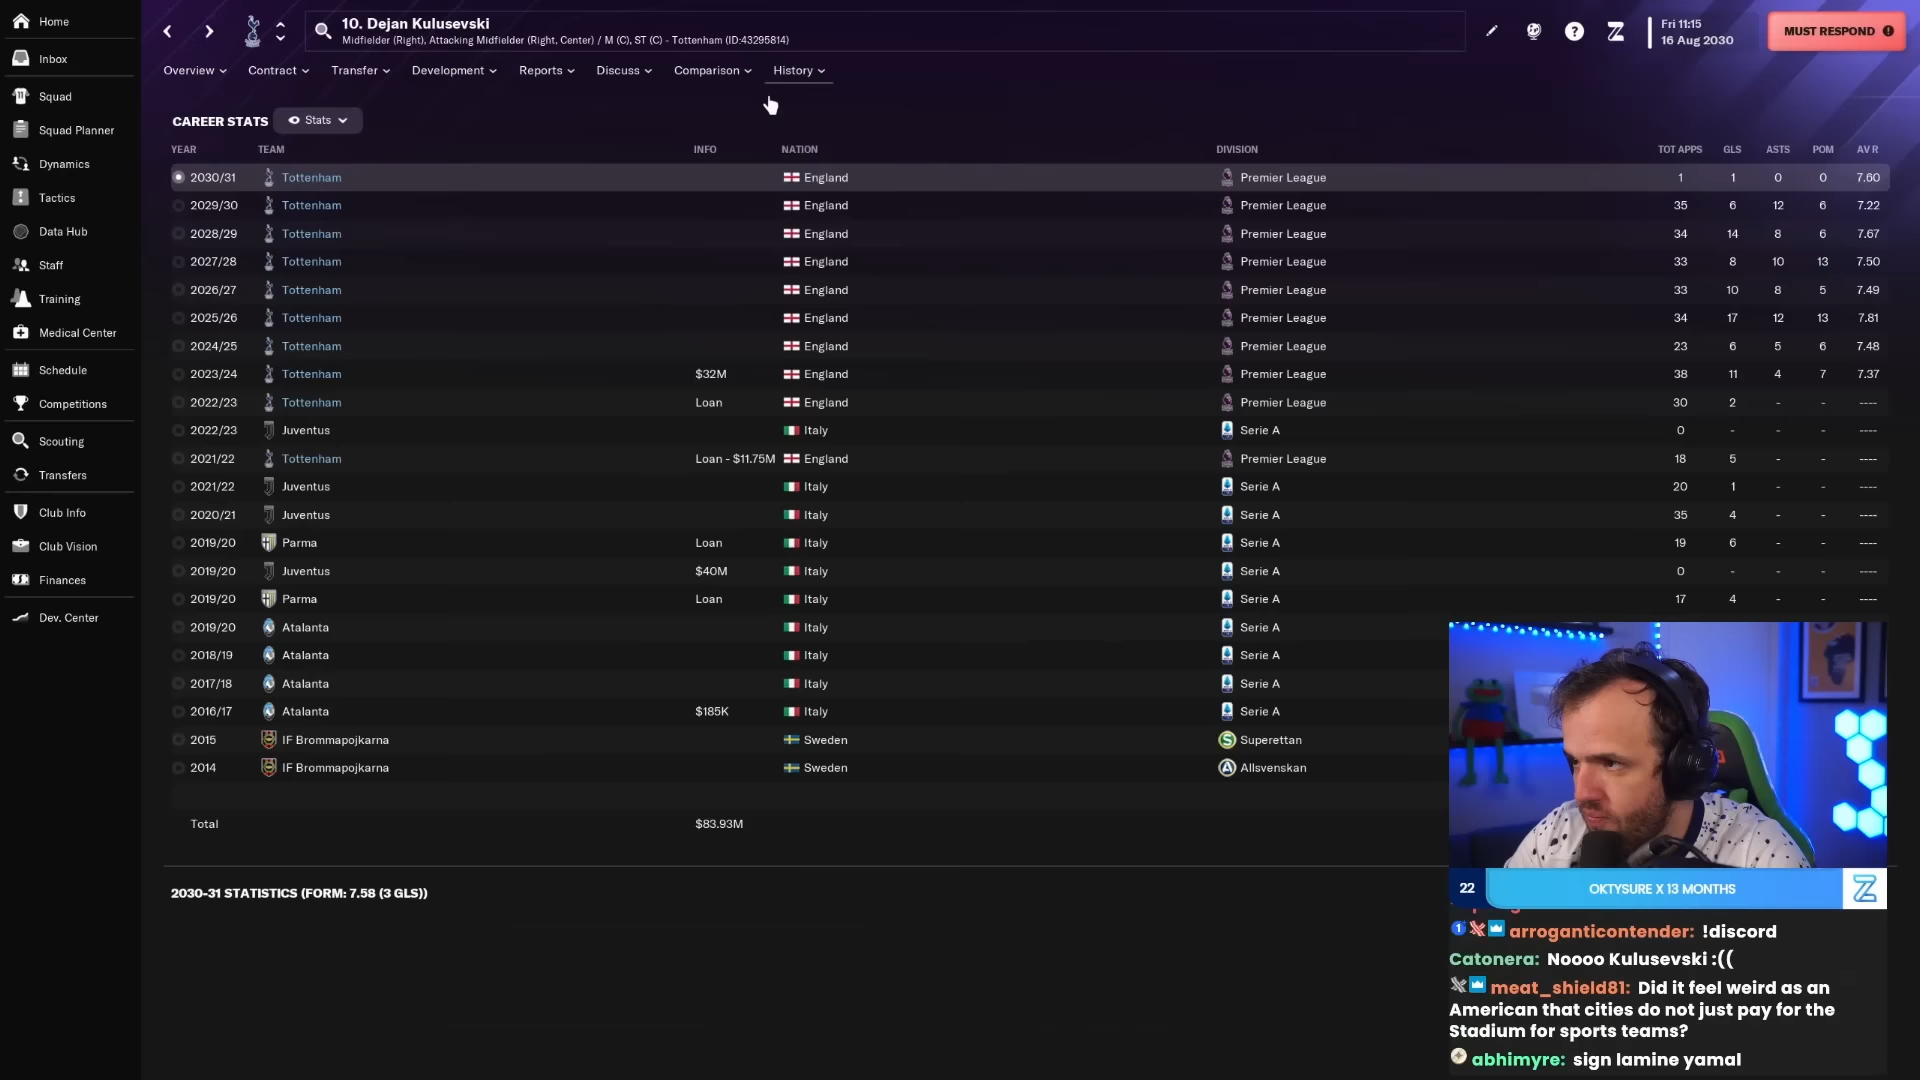 Home
Inbox
Squad
Squad Planner
Dynamics
Tactics
Data Hub
Staff
Training
Medical Center
Schedule
Competitions
Scouting
Transfers
Club Info
Club Vision
Finances
Dev. Center
10. Dejan Kulusevski
Midfielder (Right), Attacking Midfielder (Right, Center) / M (C), ST (C) - Tottenham (ID:43295814)
Fri 11:15
16 Aug 2030
MUST RESPOND
Overview Contract Transfer Development Reports Discuss Comparison History
CAREER STATS Stats
YEAR TEAM INFO NATION DIVISION TOT APPS GLS ASTS POM AV R
2030/31 Tottenham England Premier League 1 1 0 0 7.60
2029/30 Tottenham England Premier League 35 6 12 6 7.22
2028/29 Tottenham England Premier League 34 14 8 6 7.67
2027/28 Tottenham England Premier League 33 8 10 13 7.50
2026/27 Tottenham England Premier League 33 10 8 5 7.49
2025/26 Tottenham England Premier League 34 17 12 13 7.81
2024/25 Tottenham England Premier League 23 6 5 6 7.48
2023/24 Tottenham $32M England Premier League 38 11 4 7 7.37
2022/23 Tottenham Loan England Premier League 30 2 - - ----
2022/23 Juventus Italy Serie A 0 - - - ----
2021/22 Tottenham Loan - $11.75M England Premier League 18 5 - - ----
2021/22 Juventus Italy Serie A 20 1 - - ----
2020/21 Juventus Italy Serie A 35 4 - - ----
2019/20 Parma Loan Italy Serie A 19 6 - - ----
2019/20 Juventus $40M Italy Serie A 0 - - - ----
2019/20 Parma Loan Italy Serie A 17 4 - - ----
2019/20 Atalanta Italy Serie A
2018/19 Atalanta Italy Serie A
2017/18 Atalanta Italy Serie A
2016/17 Atalanta $185K Italy Serie A
2015 IF Brommapojkarna Sweden Superettan
2014 IF Brommapojkarna Sweden Allsvenskan
Total $83.93M
2030-31 STATISTICS (FORM: 7.58 (3 GLS))
22 OKTYSURE X 13 MONTHS
arroganticontender: !discord
Catonera: Noooo Kulusevski :((
meat_shield81: Did it feel weird as an
American that cities do not just pay for the
Stadium for sports teams?
abhimyre: sign lamine yamal